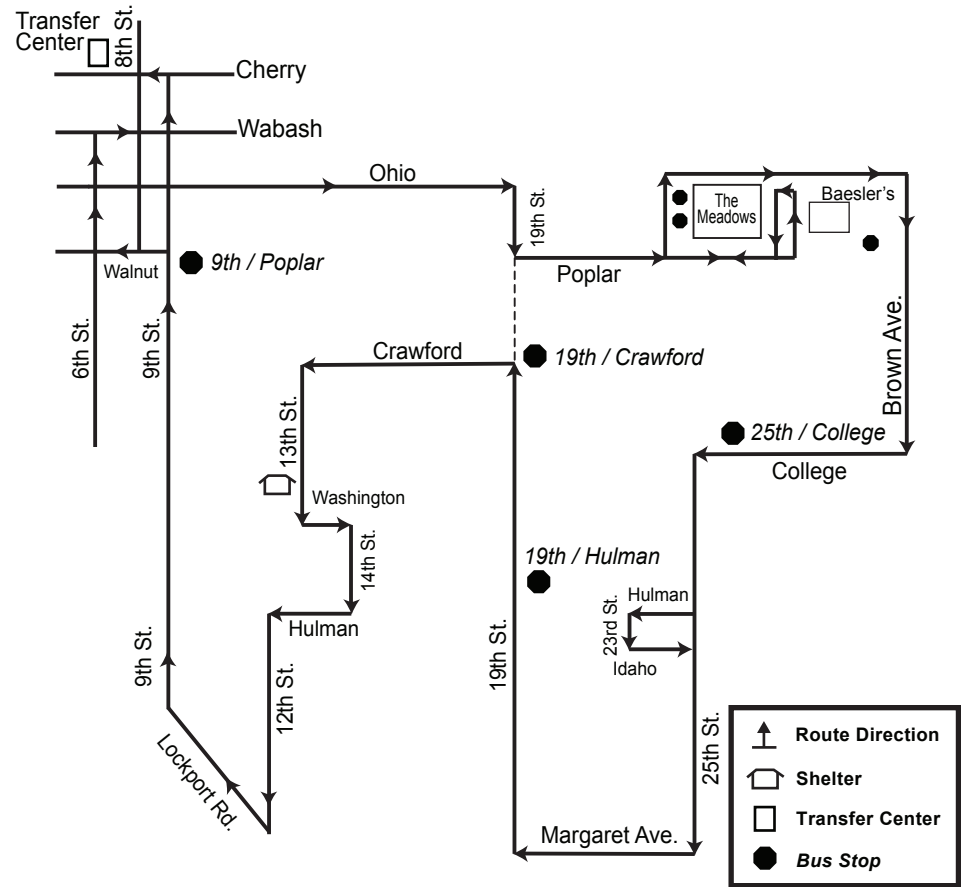 Transfer
Center
8th St.
Cherry
Wabash
Ohio
19th St.
The
Meadows
Baesler's
Poplar
Walnut
9th / Poplar
6th St.
9th St.
Crawford
19th / Crawford
Brown Ave.
13th St.
25th / College
College
Washington
14th St.
19th / Hulman
Hulman
Hulman
23rd St.
Idaho
9th St.
12th St.
19th St.
25th St.
Lockport Rd.
Margaret Ave.
Route Direction
Shelter
Transfer Center
Bus Stop